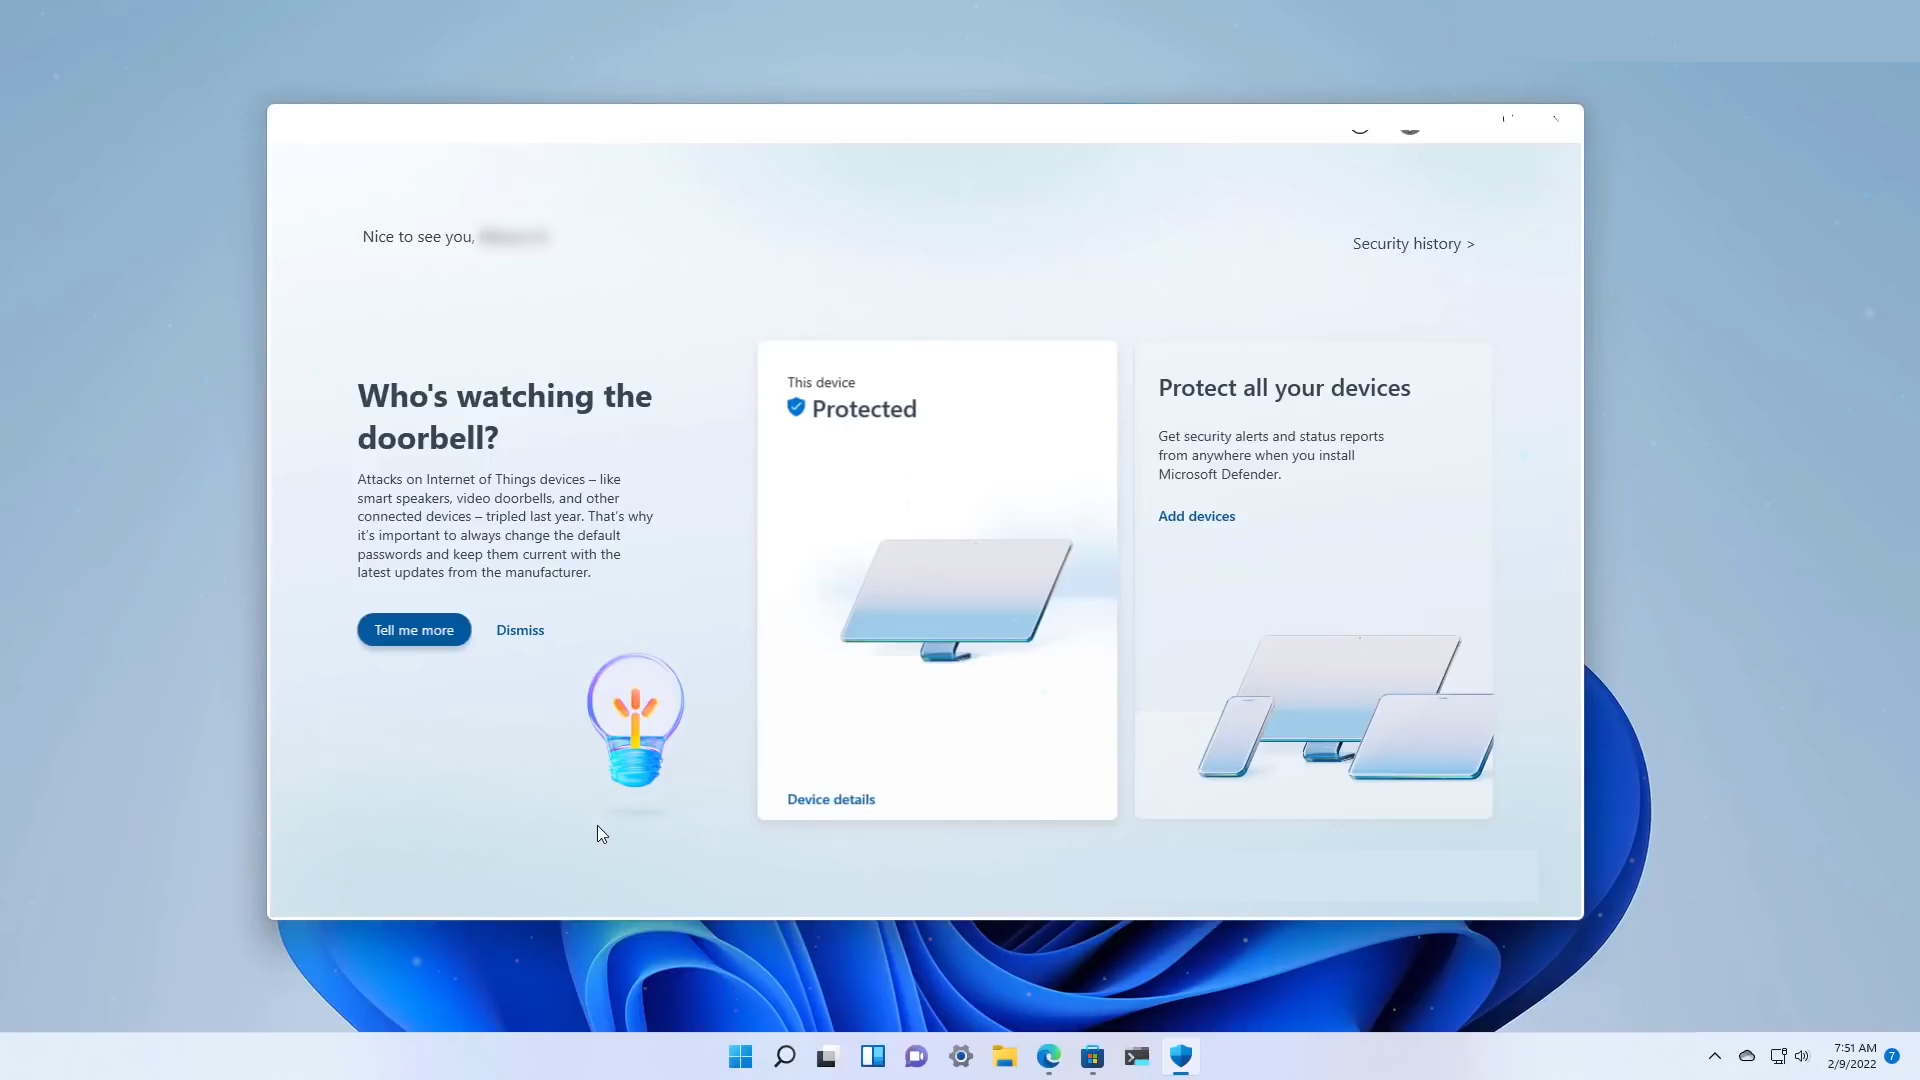 Nice to see you,
Security history >
Who's watching the
doorbell?
Attacks on Internet of Things devices – like
smart speakers, video doorbells, and other
connected devices – tripled last year. That's why
it's important to always change the default
passwords and keep them current with the
latest updates from the manufacturer.
Tell me more
Dismiss
This device
Protected
Device details
Protect all your devices
Get security alerts and status reports
from anywhere when you install
Microsoft Defender.
Add devices
7:51 AM
2/9/2022
7